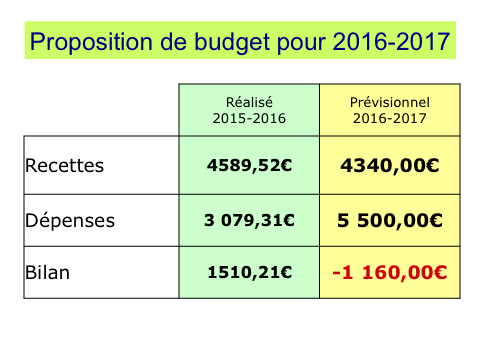 Proposition de budget pour 2016-2017
Réalisé
2015-2016
Prévisionnel
2016-2017
Recettes 4589,52€ 4340,00€
Dépenses 3 079,31€ 5 500,00€
Bilan 1510,21€ -1 160,00€